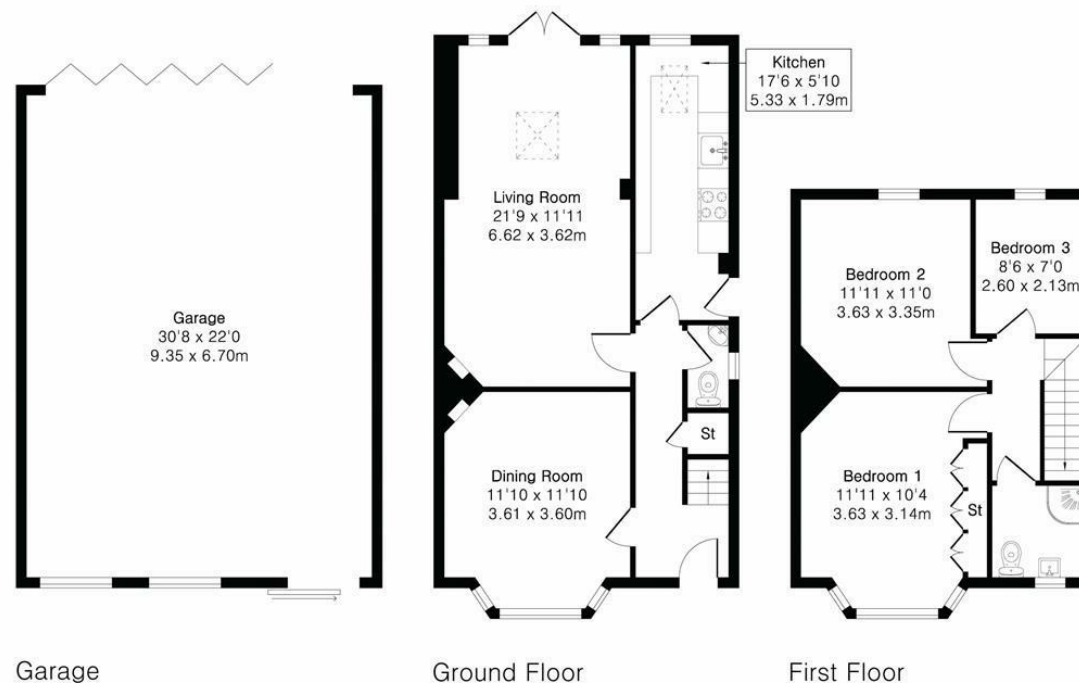 Kitchen
17'6 x 5'10
5.33 x 1.79m
Living Room
21'9 x 11'11
6.62 x 3.62m
Bedroom 3
8'6 x 7'0
2.60 x 2.13m
Bedroom 2
11'11 x 11'0
3.63 x 3.35m
Garage
30'8 x 22'0
9.35 x 6.70m
St
Dining Room
11'10 x 11'10
3.61 x 3.60m
Bedroom 1
11'11 x 10'4
3.63 x 3.14m
St
Garage
Ground Floor
First Floor